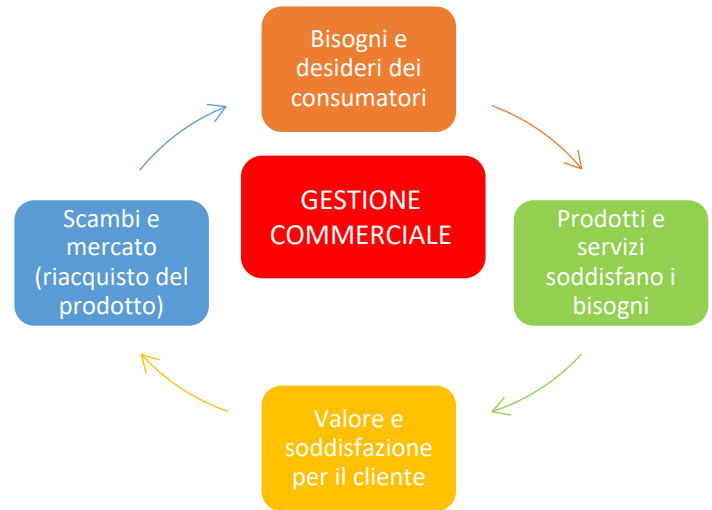 Bisogni e
desideri dei
consumatori
GESTIONE
COMMERCIALE
Scambi e
mercato
(riacquisto del
prodotto)
Prodotti e
servizi
soddisfano i
bisogni
Valore e
soddisfazione
per il cliente